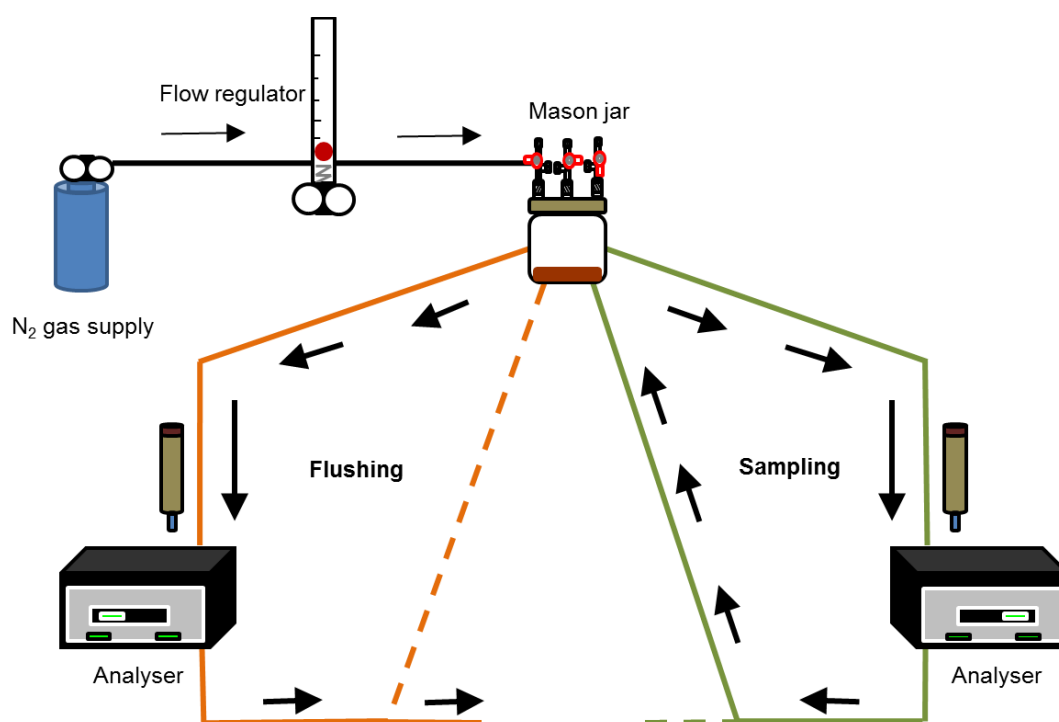 Flow regulator
Mason jar
N₂ gas supply
Flushing
Sampling
Analyser
Analyser